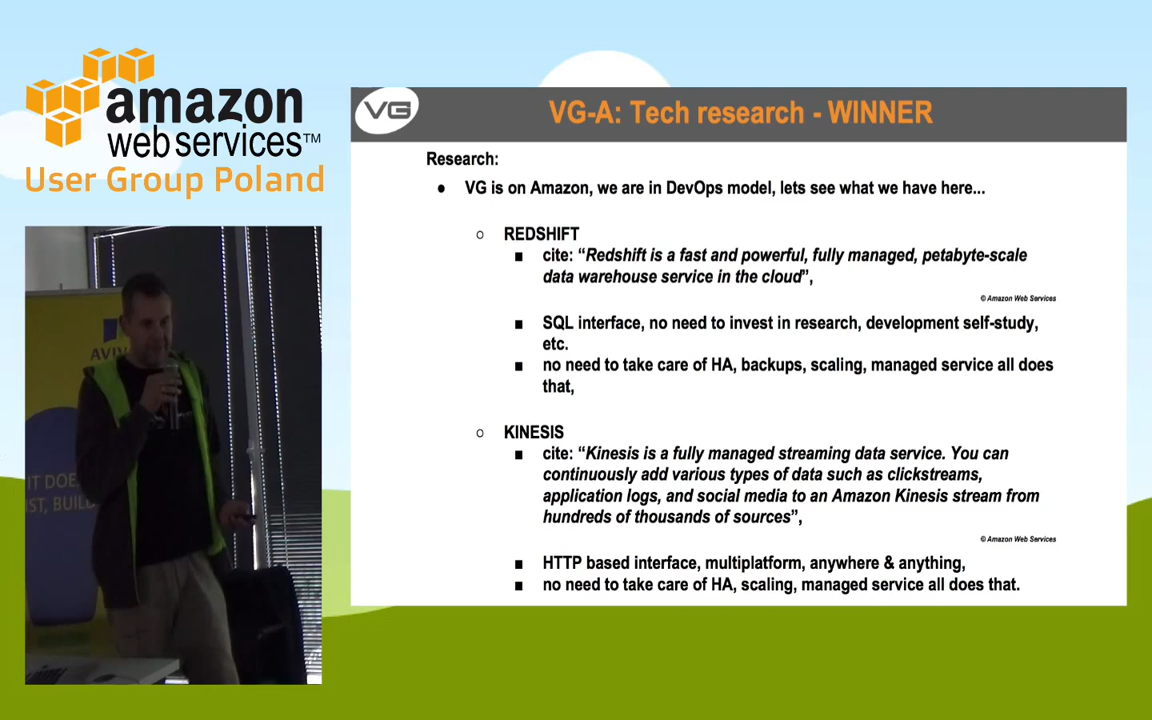 amazon
web services™
User Group Poland
VG
VG-A: Tech research - WINNER
Research:
● VG is on Amazon, we are in DevOps model, lets see what we have here...
○ REDSHIFT
■ cite: “Redshift is a fast and powerful, fully managed, petabyte-scale
data warehouse service in the cloud”,
© Amazon Web Services
■ SQL interface, no need to invest in research, development self-study,
etc.
■ no need to take care of HA, backups, scaling, managed service all does
that,
○ KINESIS
■ cite: “Kinesis is a fully managed streaming data service. You can
continuously add various types of data such as clickstreams,
application logs, and social media to an Amazon Kinesis stream from
hundreds of thousands of sources”,
© Amazon Web Services
■ HTTP based interface, multiplatform, anywhere & anything,
■ no need to take care of HA, scaling, managed service all does that.
AVIV
IT DOE
ST, BUILD